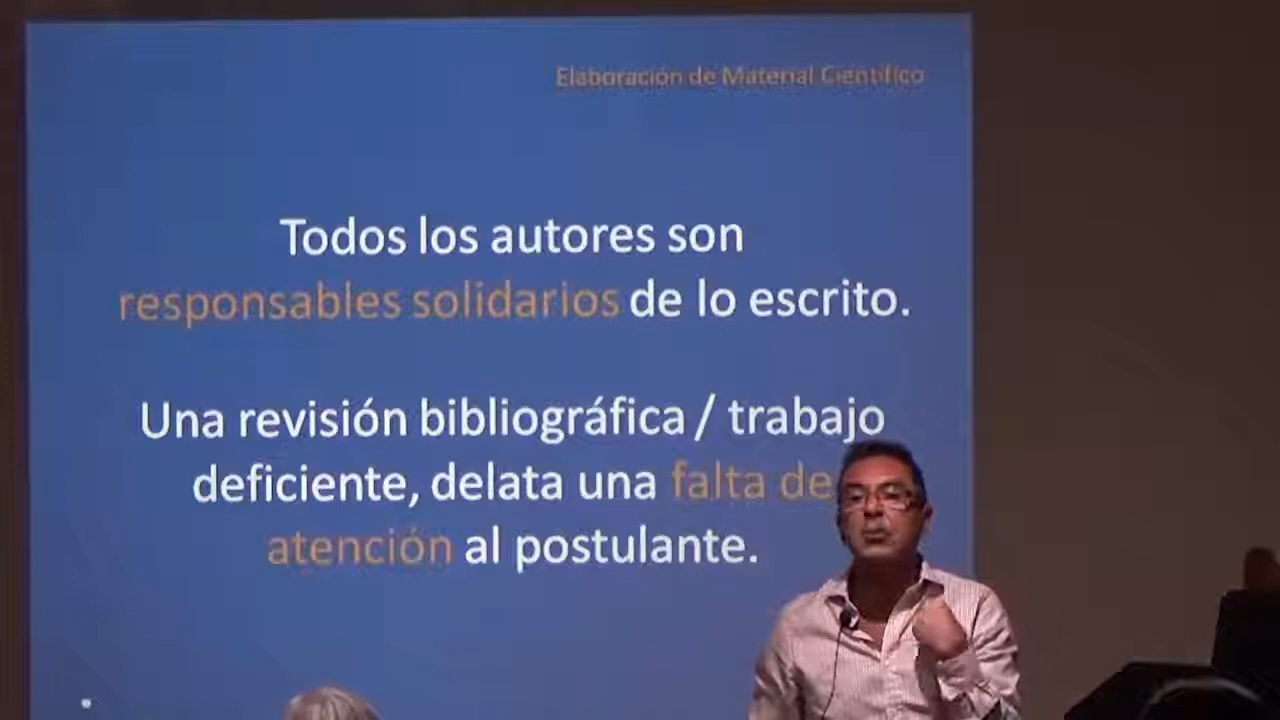 Elaboración de Material Científico
Todos los autores son
responsables solidarios de lo escrito.
Una revisión bibliográfica / trabajo
deficiente, delata una falta de
atención al postulante.